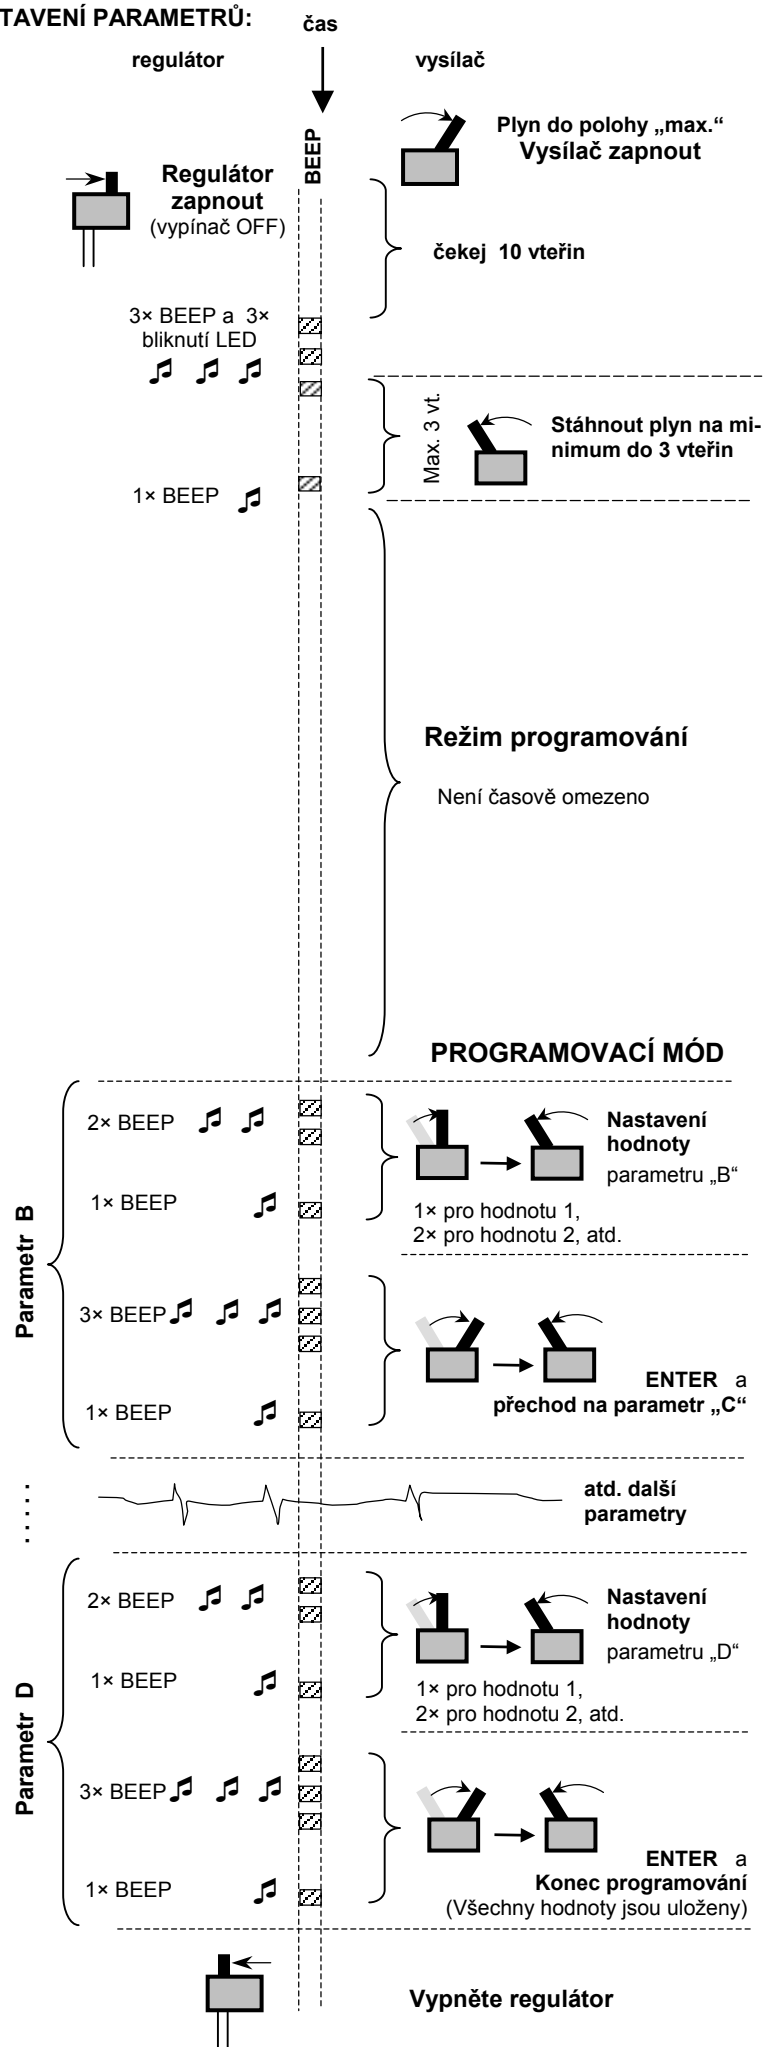 TAVENÍ PARAMETRŮ:
čas
regulátor
vysílač
BEEP
Plyn do polohy „max.“
Vysílač zapnout
Regulátor
zapnout
(vypínač OFF)
čekej 10 vteřin
3× BEEP a 3×
bliknutí LED
Max. 3 vt.
Stáhnout plyn na mi-
nimum do 3 vteřin
1× BEEP
Režim programování
Není časově omezeno
PROGRAMOVACÍ MÓD
Parametr B
2× BEEP
Nastavení
hodnoty
parametru „B“
1× BEEP
1× pro hodnotu 1,
2× pro hodnotu 2, atd.
3× BEEP
ENTER a
přechod na parametr „C“
1× BEEP
.....
atd. další
parametry
Parametr D
2× BEEP
Nastavení
hodnoty
parametru „D“
1× BEEP
1× pro hodnotu 1,
2× pro hodnotu 2, atd.
3× BEEP
ENTER a
Konec programování
(Všechny hodnoty jsou uloženy)
1× BEEP
Vypněte regulátor